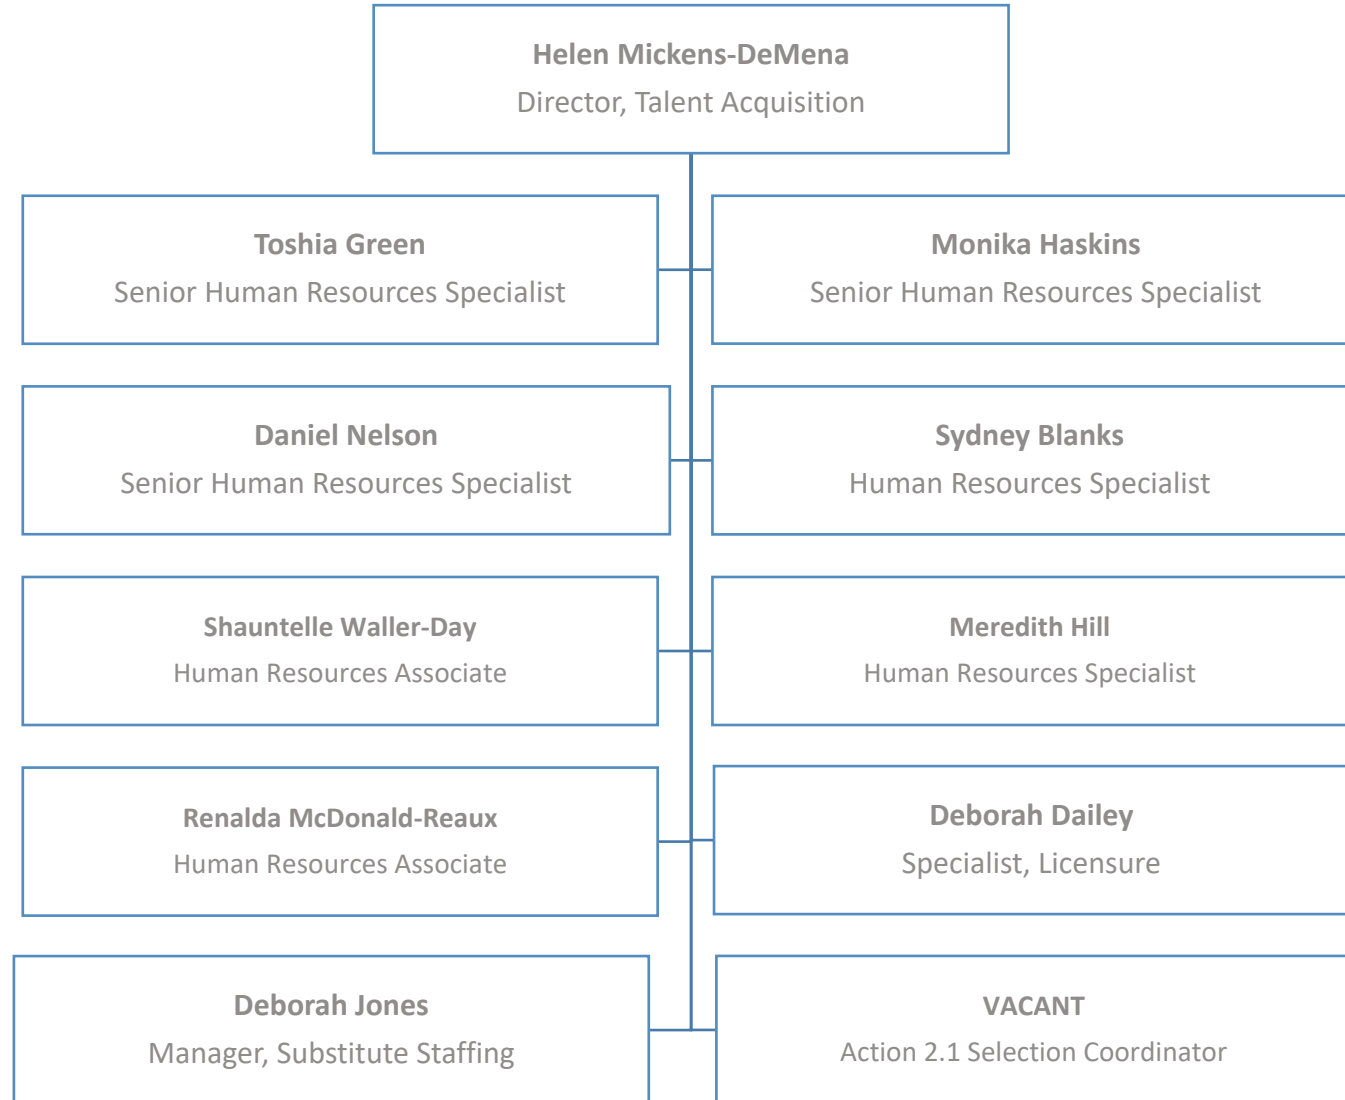 Helen Mickens-DeMena
Director, Talent Acquisition
Toshia Green
Senior Human Resources Specialist
Monika Haskins
Senior Human Resources Specialist
Daniel Nelson
Senior Human Resources Specialist
Sydney Blanks
Human Resources Specialist
Shauntelle Waller-Day
Human Resources Associate
Meredith Hill
Human Resources Specialist
Renalda McDonald-Reaux
Human Resources Associate
Deborah Dailey
Specialist, Licensure
Deborah Jones
Manager, Substitute Staffing
VACANT
Action 2.1 Selection Coordinator